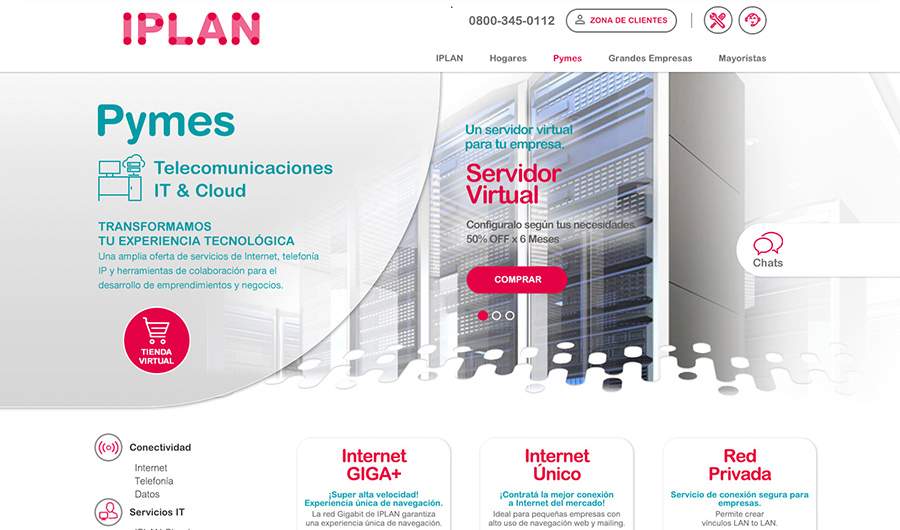 IPLAN
0800-345-0112
ZONA DE CLIENTES
IPLAN Hogares Pymes Grandes Empresas Mayoristas
Pymes
Telecomunicaciones
IT & Cloud
TRANSFORMAMOS
TU EXPERIENCIA TECNOLÓGICA
Una amplia oferta de servicios de Internet, telefonía
IP y herramientas de colaboración para el
desarrollo de emprendimientos y negocios.
TIENDA
VIRTUAL
Un servidor virtual
para tu empresa.
Servidor
Virtual
Configuralo según tus necesidades.
50% OFF x 6 Meses
COMPRAR
Chats
Conectividad
Internet
Telefonía
Datos
Servicios IT
Internet
GIGA+
¡Super alta velocidad!
Experiencia única de navegación.
La red Gigabit de IPLAN garantiza
una experiencia única de navegación.
Internet
Único
¡Contratá la mejor conexión
a Internet del mercado!
Ideal para pequeñas empresas con
alto uso de navegación web y mailing.
Red
Privada
Servicio de conexión segura para
empresas.
Permite crear
vínculos LAN to LAN.